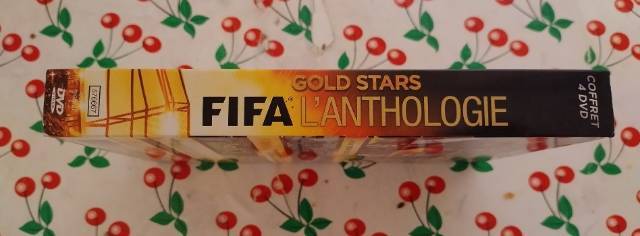 DVD
GOLD STARS
FIFA® L'ANTHOLOGIE
COFFRET
4 DVD